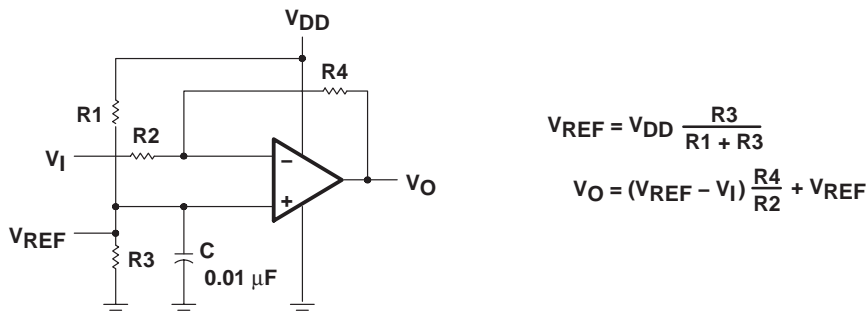 VDD
R4
R1
R2
VI
−
+
VO
VREF
R3
C
0.01 μF
VREF = VDD R3 / R1 + R3
VO = (VREF − VI) R4 / R2 + VREF